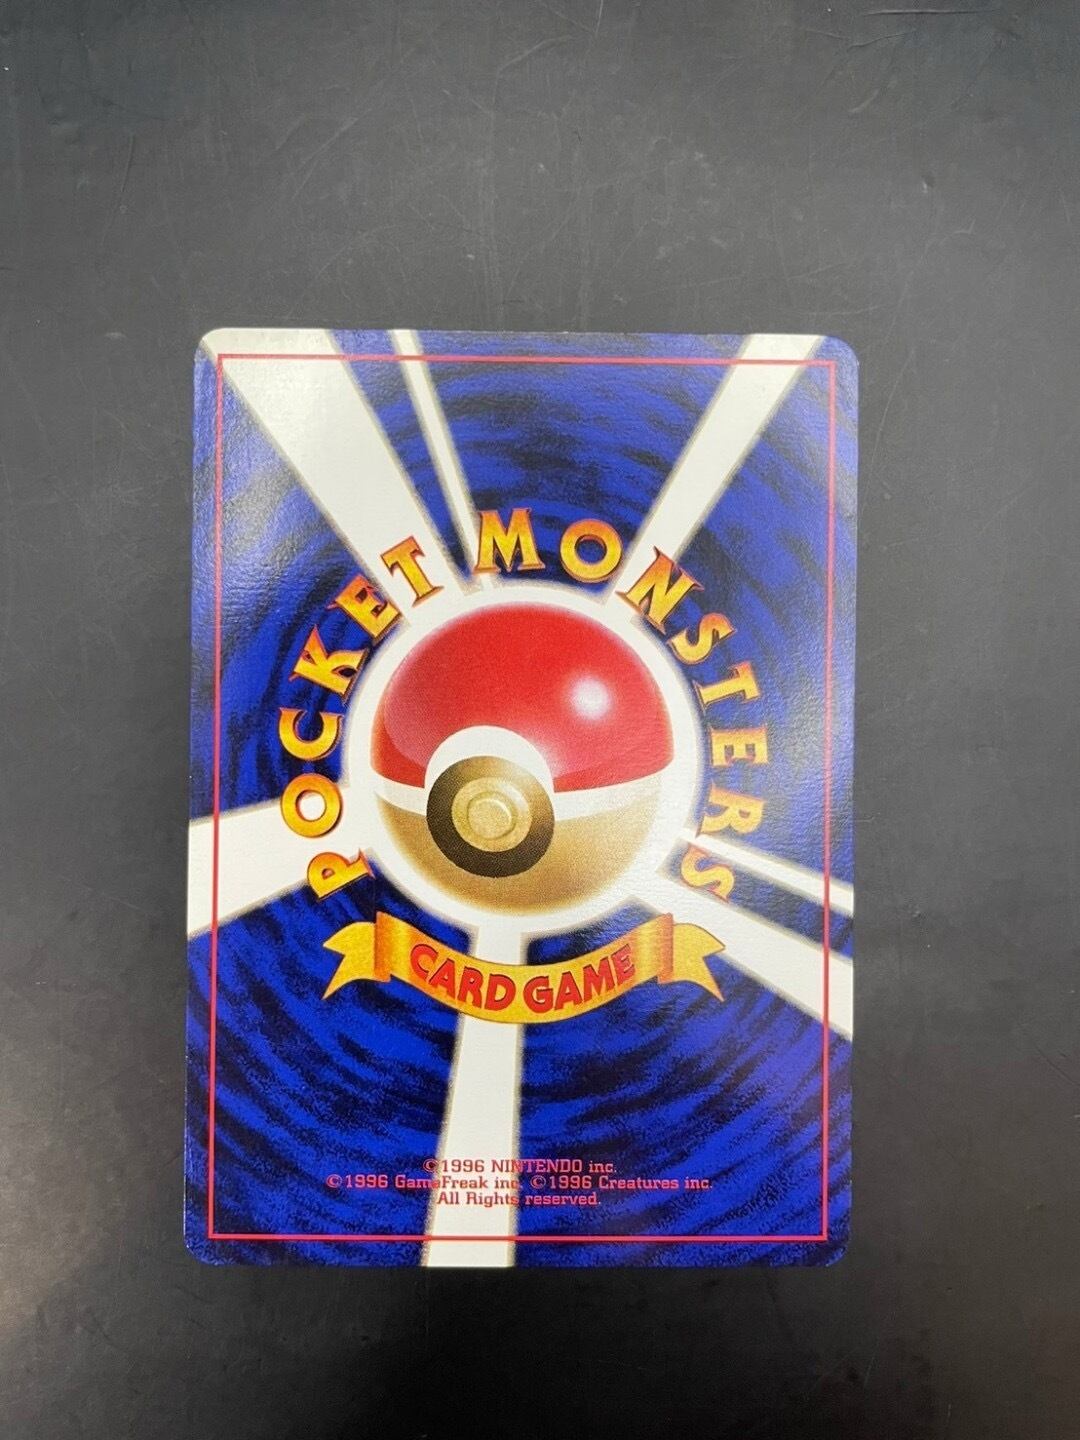 POCKET MONSTERS
CARD GAME
©1996 NINTENDO inc.
©1996 GameFreak inc. ©1996 Creatures inc.
All Rights reserved.